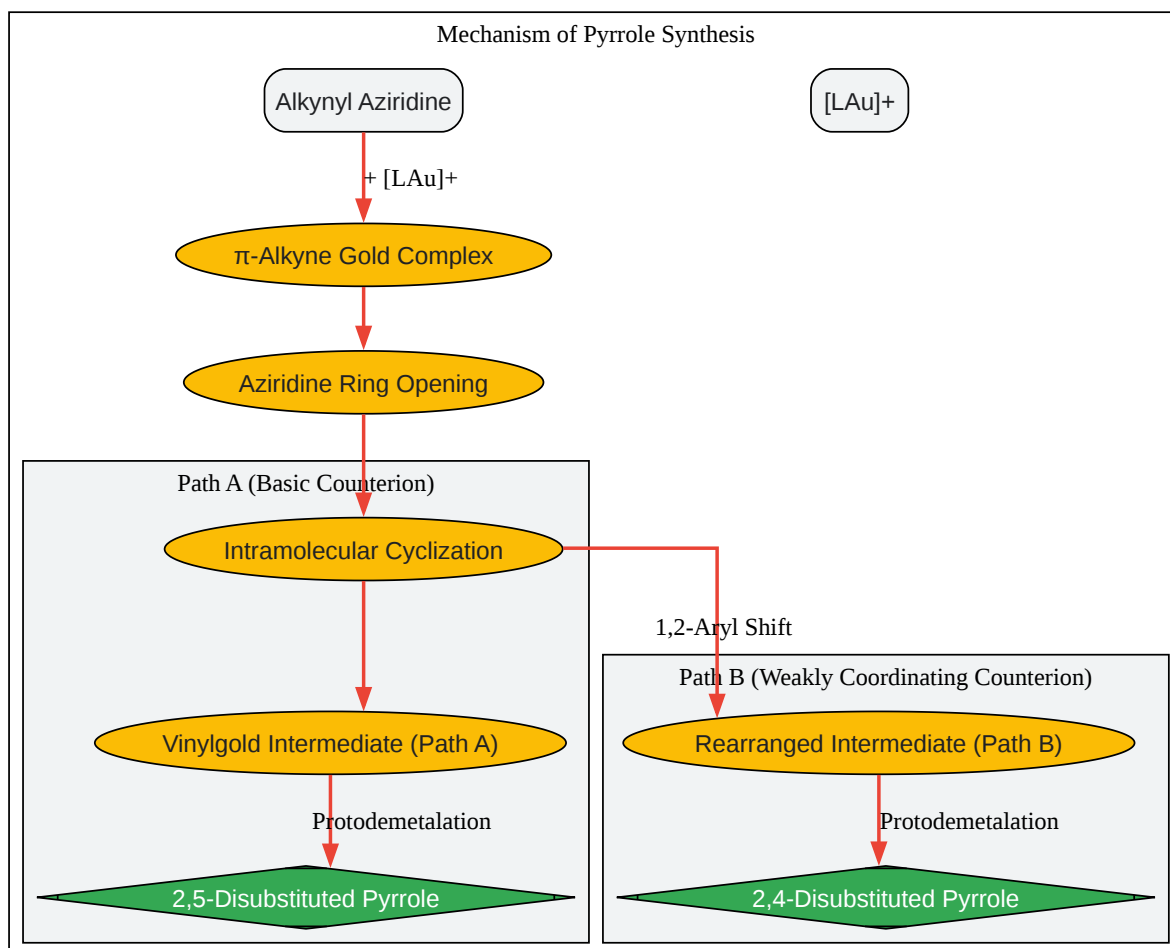 Mechanism of Pyrrole Synthesis
Alkynyl Aziridine
[LAu]+
+ [LAu]+
π-Alkyne Gold Complex
Aziridine Ring Opening
Path A (Basic Counterion)
Intramolecular Cyclization
1,2-Aryl Shift
Path B (Weakly Coordinating Counterion)
Vinylgold Intermediate (Path A)
Rearranged Intermediate (Path B)
Protodemetalation
Protodemetalation
2,5-Disubstituted Pyrrole
2,4-Disubstituted Pyrrole